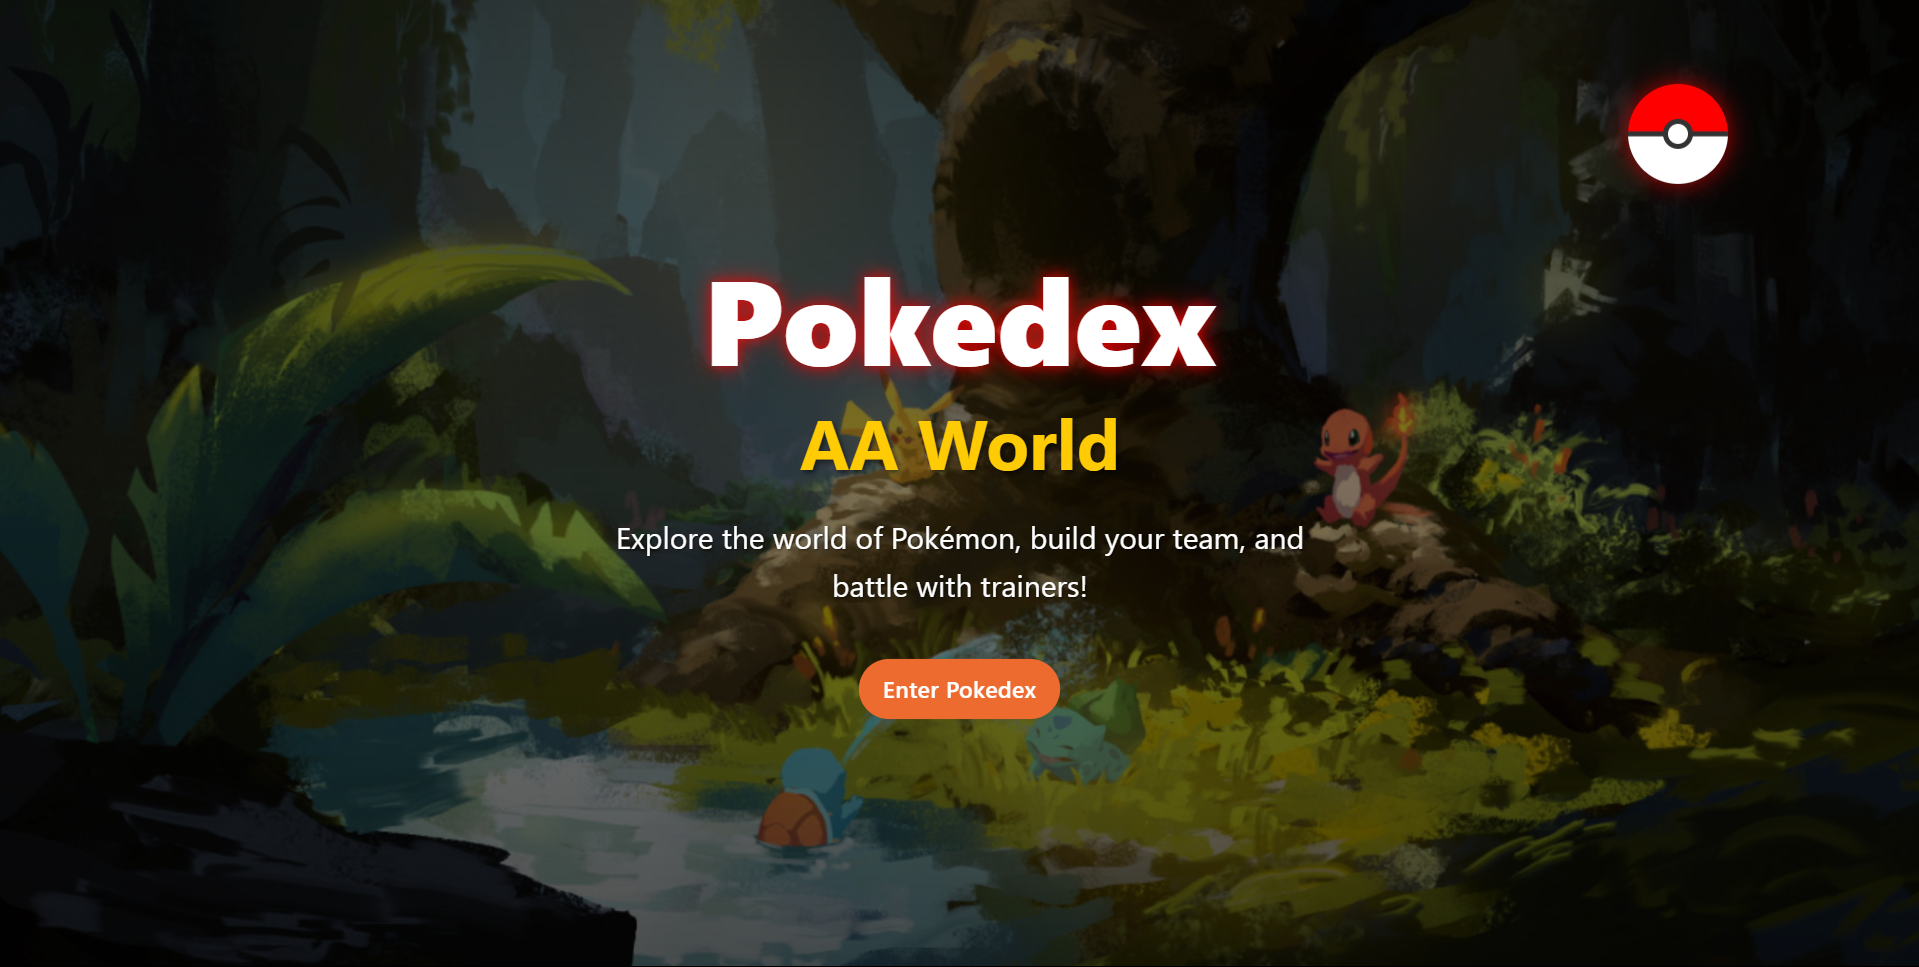 Pokedex
AA World
Explore the world of Pokémon, build your team, and
battle with trainers!
Enter Pokedex